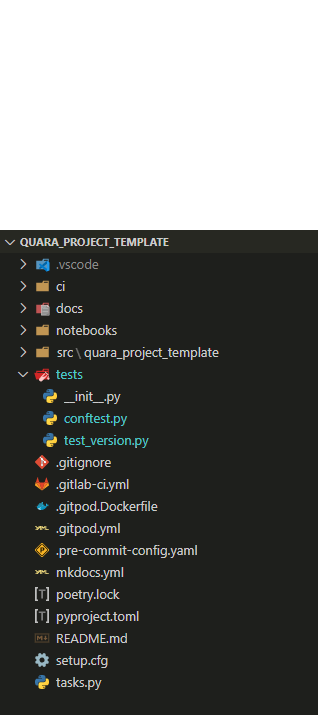 QUARA_PROJECT_TEMPLATE
.vscode
ci
docs
notebooks
src\quara_project_template
tests
__init__.py
conftest.py
test_version.py
.gitignore
.gitlab-ci.yml
.gitpod.Dockerfile
.gitpod.yml
.pre-commit-config.yaml
mkdocs.yml
poetry.lock
pyproject.toml
README.md
setup.cfg
tasks.py